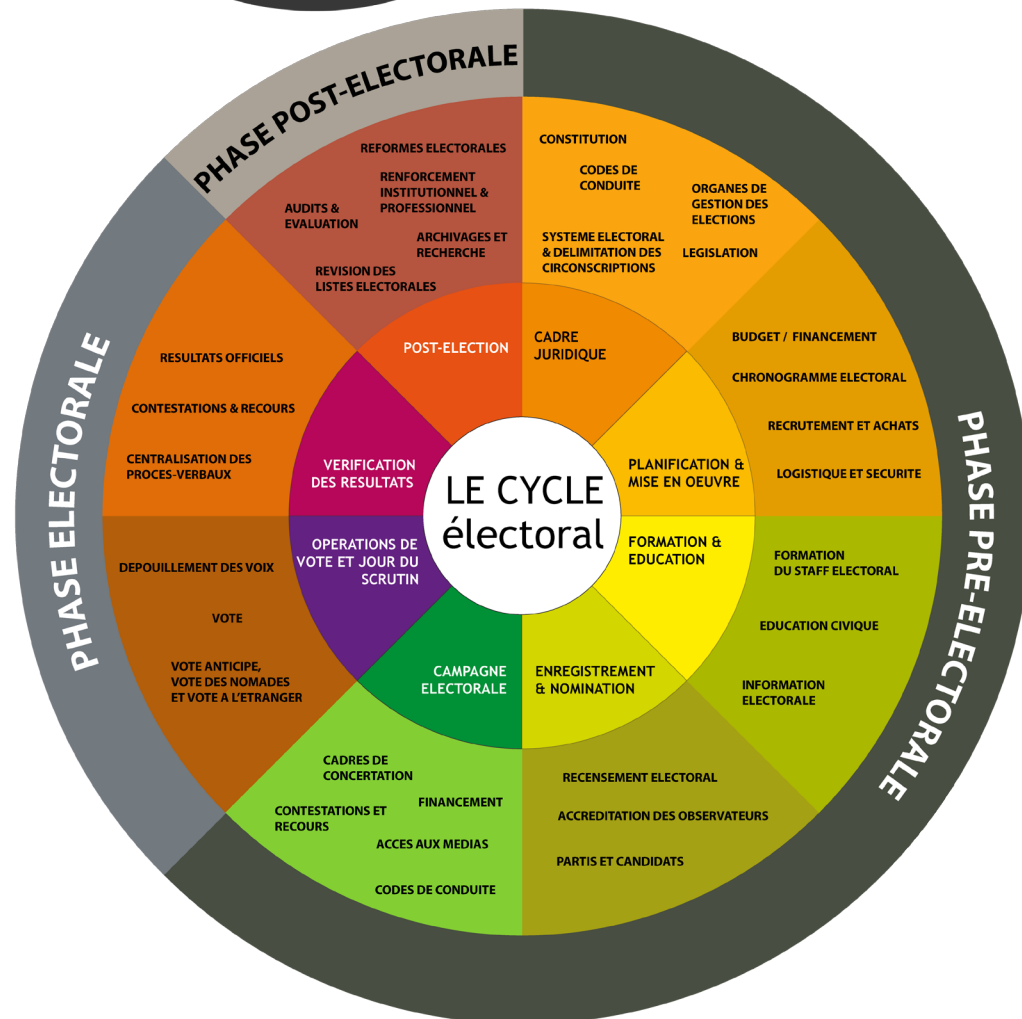 PHASE POST-ELECTORALE
REFORMES ELECTORALES
RENFORCEMENT
INSTITUTIONNEL &
PROFESSIONNEL
AUDITS &
EVALUATION
ARCHIVAGES ET
RECHERCHE
REVISION DES
LISTES ELECTORALES
POST-ELECTION
CONSTITUTION
CODES DE
CONDUITE
ORGANES DE
GESTION DES
ELECTIONS
SYSTEME ELECTORAL
& DELIMITATION DES
CIRCONSCRIPTIONS
LEGISLATION
CADRE
JURIDIQUE
PHASE PRE-ELECTORALE
BUDGET / FINANCEMENT
CHRONOGRAMME ELECTORAL
RECRUTEMENT ET ACHATS
LOGISTIQUE ET SECURITE
PLANIFICATION &
MISE EN OEUVRE
LE CYCLE
électoral
FORMATION &
EDUCATION
FORMATION
DU STAFF ELECTORAL
EDUCATION CIVIQUE
INFORMATION
ELECTORALE
ENREGISTREMENT
& NOMINATION
RECENSEMENT ELECTORAL
ACCREDITATION DES OBSERVATEURS
PARTIS ET CANDIDATS
CAMPAGNE
ELECTORALE
CADRES DE
CONCERTATION
FINANCEMENT
CONTESTATIONS ET
RECOURS
ACCES AUX MEDIAS
CODES DE CONDUITE
PHASE ELECTORALE
OPERATIONS DE
VOTE ET JOUR DU
SCRUTIN
DEPOUILLEMENT DES VOIX
VOTE
VOTE ANTICIPE,
VOTE DES NOMADES
ET VOTE A L'ETRANGER
VERIFICATION
DES RESULTATS
RESULTATS OFFICIELS
CONTESTATIONS & RECOURS
CENTRALISATION DES
PROCES-VERBAUX